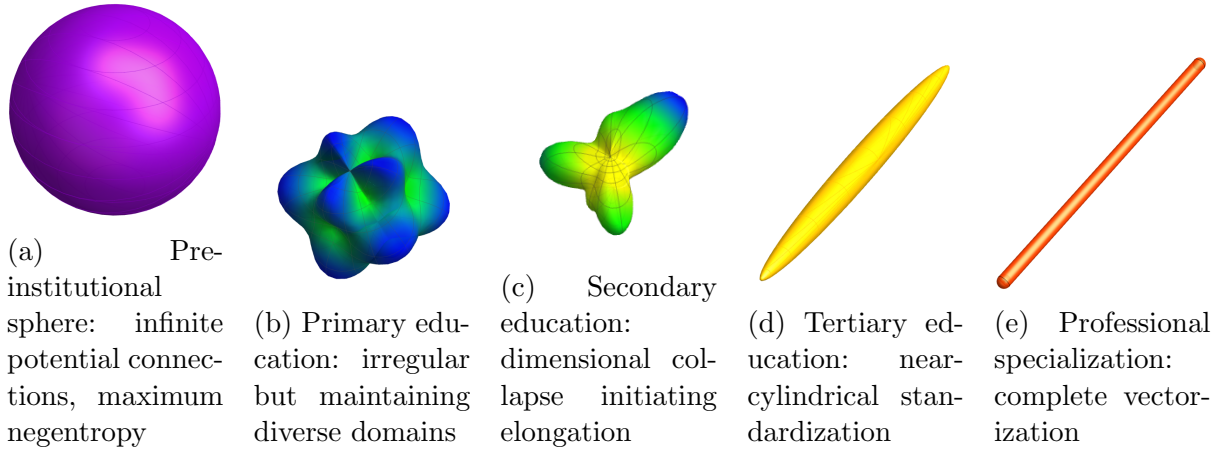 (a) Pre-
institutional
sphere: infinite
potential connec-
tions, maximum
negentropy
(b) Primary edu-
cation: irregular
but maintaining
diverse domains
(c) Secondary
education:
dimensional col-
lapse initiating
elongation
(d) Tertiary ed-
ucation: near-
cylindrical stan-
dardization
(e) Professional
specialization:
complete vector-
ization